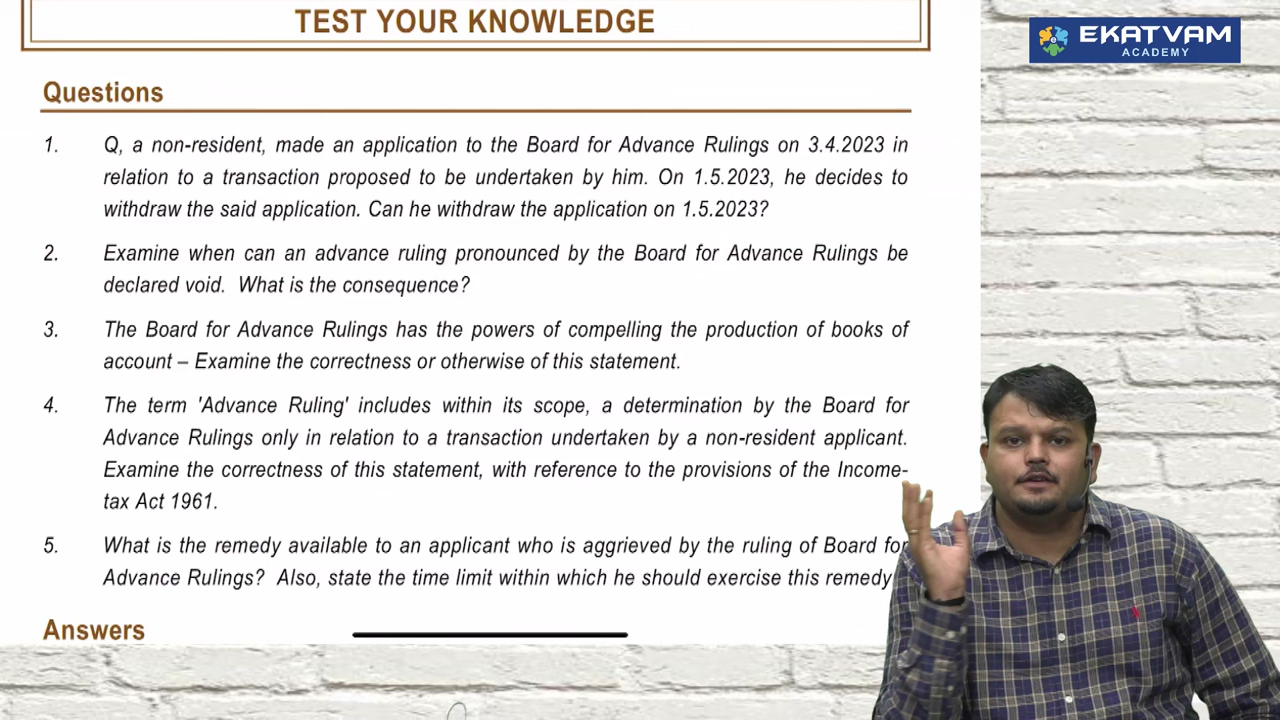 TEST YOUR KNOWLEDGE
EKATVAM
ACADEMY
Questions
1. Q, a non-resident, made an application to the Board for Advance Rulings on 3.4.2023 in
relation to a transaction proposed to be undertaken by him. On 1.5.2023, he decides to
withdraw the said application. Can he withdraw the application on 1.5.2023?
2. Examine when can an advance ruling pronounced by the Board for Advance Rulings be
declared void. What is the consequence?
3. The Board for Advance Rulings has the powers of compelling the production of books of
account – Examine the correctness or otherwise of this statement.
4. The term 'Advance Ruling' includes within its scope, a determination by the Board for
Advance Rulings only in relation to a transaction undertaken by a non-resident applicant.
Examine the correctness of this statement, with reference to the provisions of the Income-
tax Act 1961.
5. What is the remedy available to an applicant who is aggrieved by the ruling of Board for
Advance Rulings? Also, state the time limit within which he should exercise this remedy
Answers